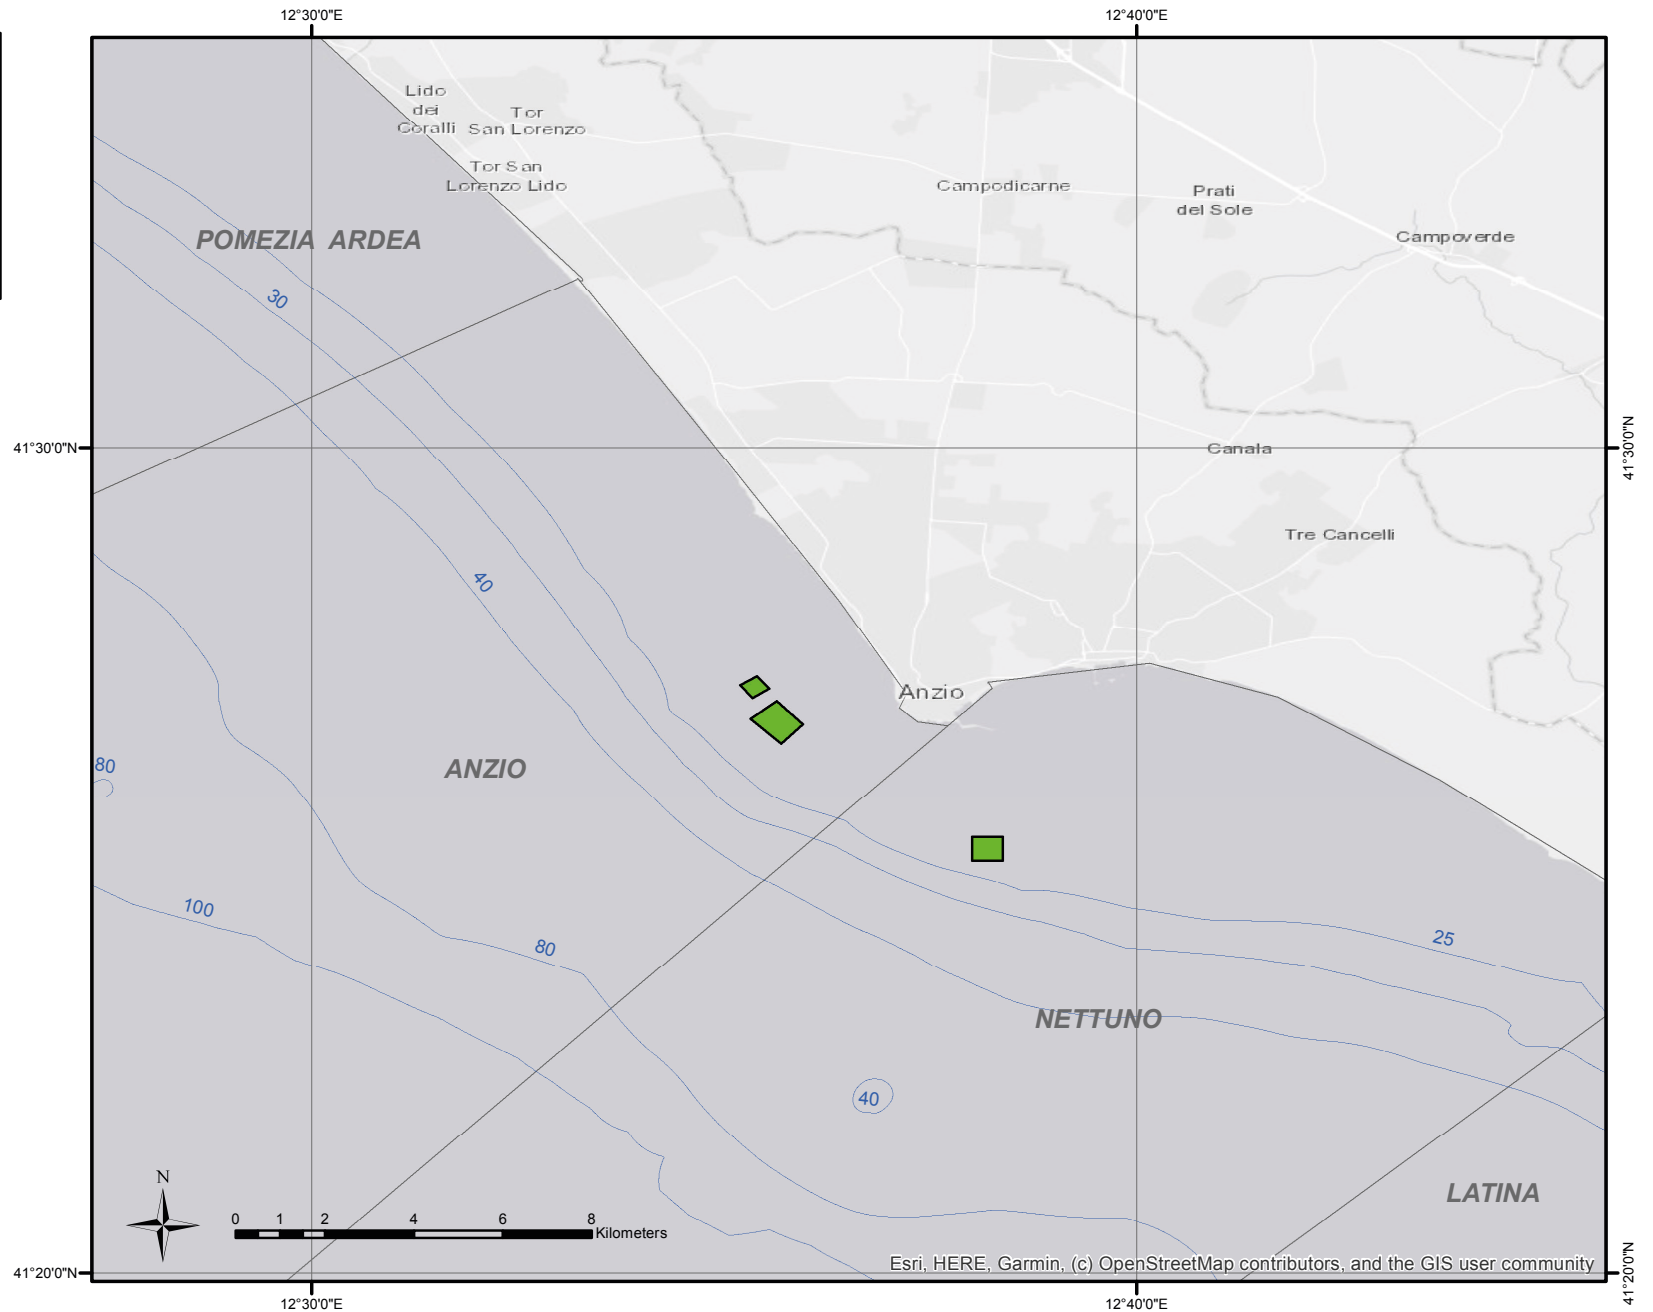 12°30'0"E
12°40'0"E
Lido
dei
Coralli
Tor
San Lorenzo
Tor San
Lorenzo Lido
Campodicarne
Prati
del Sole
Campoverde
POMEZIA ARDEA
30
41°30'0"N
41°30'0"N
Canala
Tre Cancelli
40
Anzio
80
ANZIO
100
80
25
NETTUNO
40
LATINA
N
0 1 2 4 6 8
Kilometers
Esri, HERE, Garmin, (c) OpenStreetMap contributors, and the GIS user community
41°20'0"N
41°20'0"N
12°30'0"E
12°40'0"E